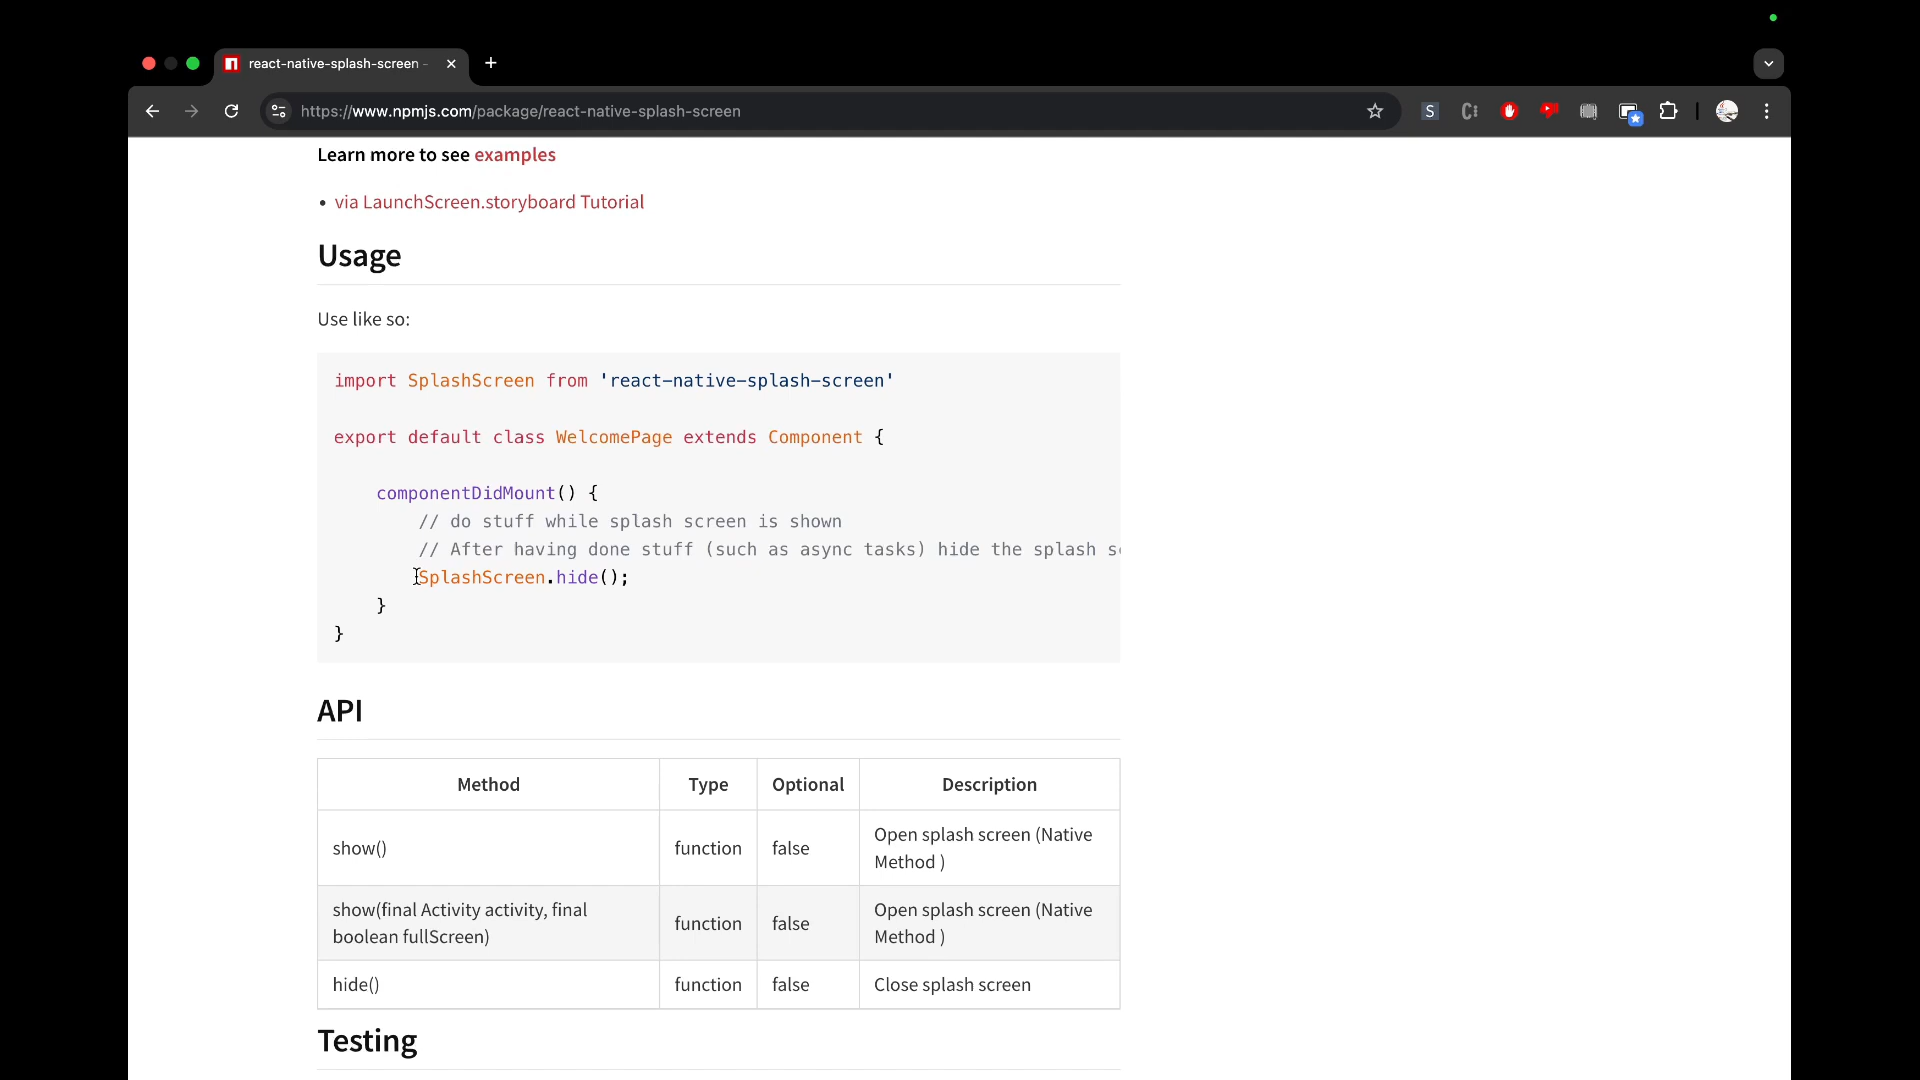 react-native-splash-screen -
https://www.npmjs.com/package/react-native-splash-screen
Learn more to see examples
• via LaunchScreen.storyboard Tutorial
Usage
Use like so:
import SplashScreen from 'react-native-splash-screen'
export default class WelcomePage extends Component {
componentDidMount() {
// do stuff while splash screen is shown
// After having done stuff (such as async tasks) hide the splash s
SplashScreen.hide();
}
}
API
Method Type Optional Description
show() function false Open splash screen (Native
Method )
show(final Activity activity, final
boolean fullScreen) function false Open splash screen (Native
Method )
hide() function false Close splash screen
Testing